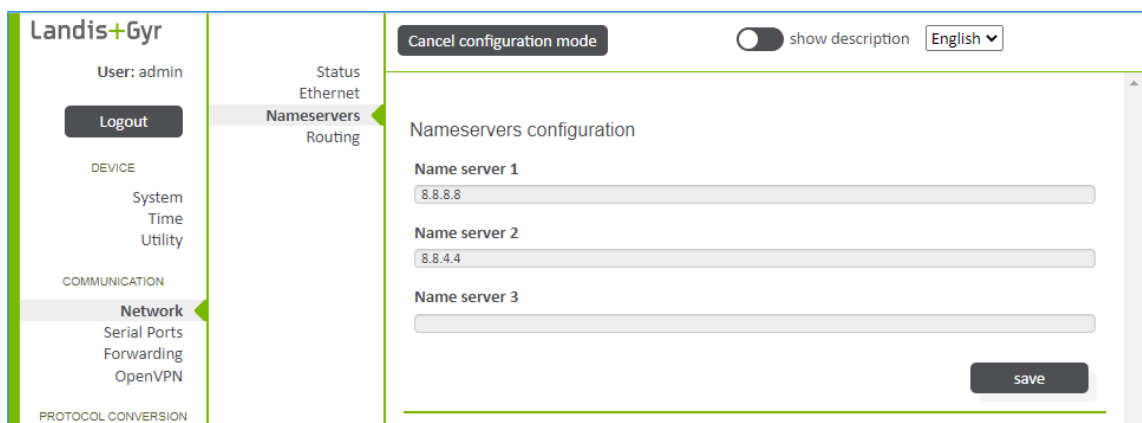 Landis+Gyr
User: admin
Logout
DEVICE
System
Time
Utility
COMMUNICATION
Network
Serial Ports
Forwarding
OpenVPN
PROTOCOL CONVERSION
Status
Ethernet
Nameservers
Routing
Cancel configuration mode
show description
English
Nameservers configuration
Name server 1
8.8.8.8
Name server 2
8.8.4.4
Name server 3
save